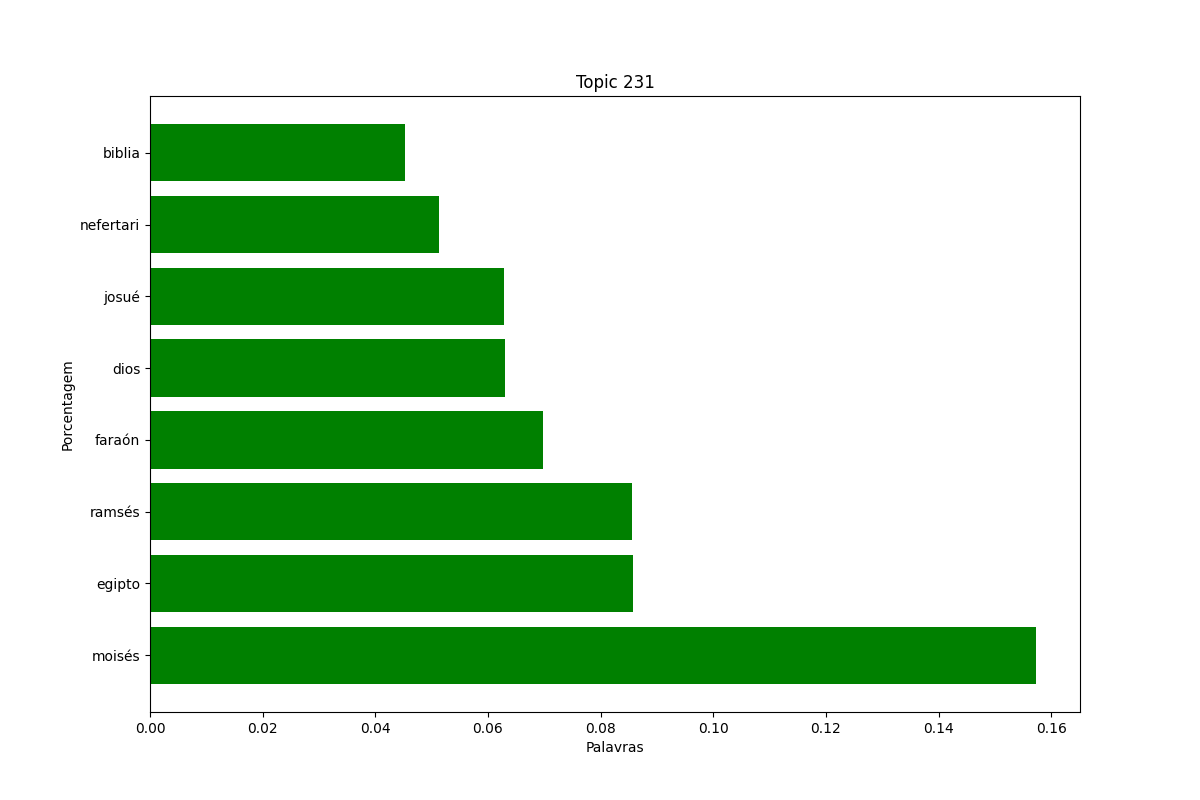 Topic 231
biblia
nefertari
josué
dios
faraón
ramsés
egipto
moisés
Porcentagem
0.00 0.02 0.04 0.06 0.08 0.10 0.12 0.14 0.16
Palavras